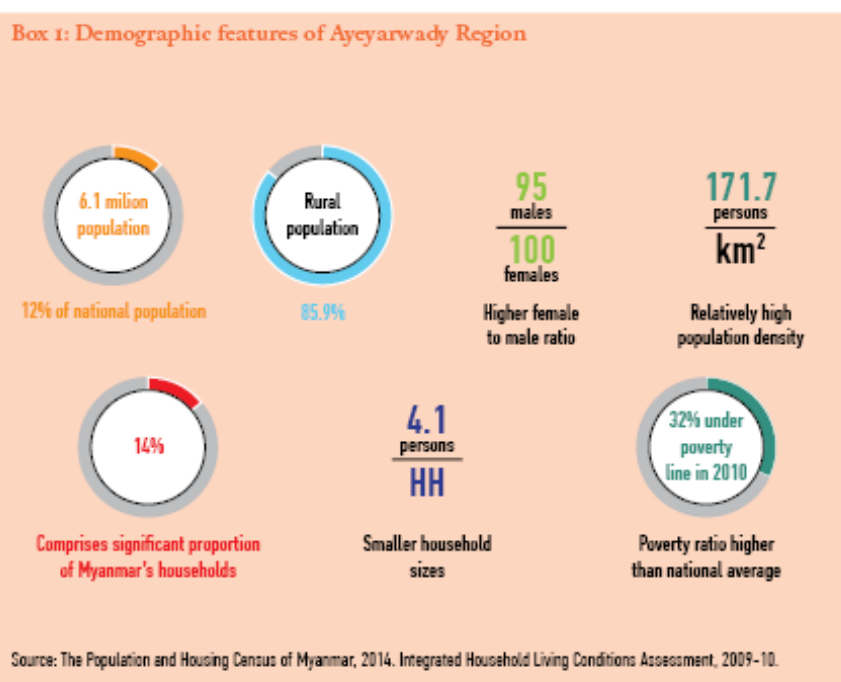 Box 1: Demographic features of Ayeyarwady Region
6.1 milion
population
12% of national population
Rural
population
85.9%
95
males
100
females
Higher female
to male ratio
171.7
persons
km²
Relatively high
population density
14%
Comprises significant proportion
of Myanmar's households
4.1
persons
HH
Smaller household
sizes
32% under
poverty
line in 2010
Poverty ratio higher
than national average
Source: The Population and Housing Census of Myanmar, 2014. Integrated Household Living Conditions Assessment, 2009-10.